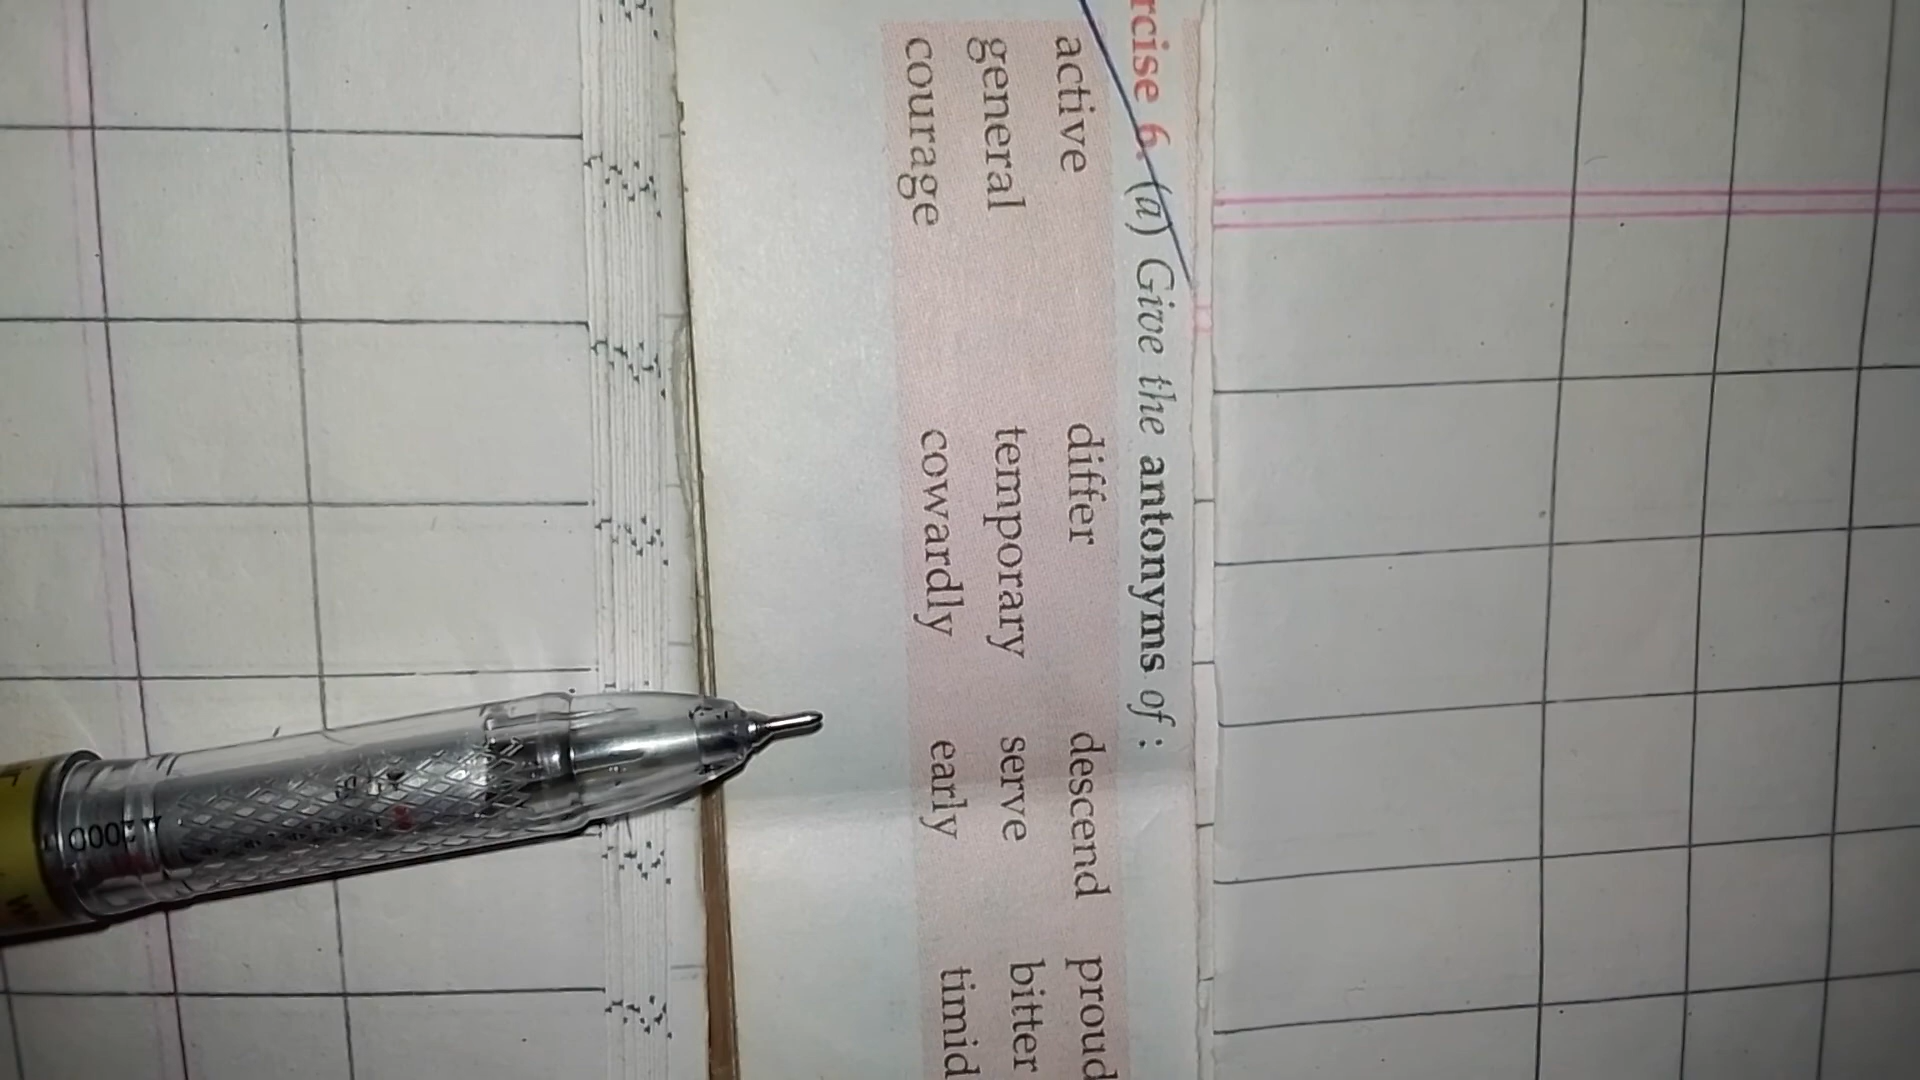 rcise 6. (a) Give the antonyms of :
active differ descend proud
general temporary serve bitter
courage cowardly early timid